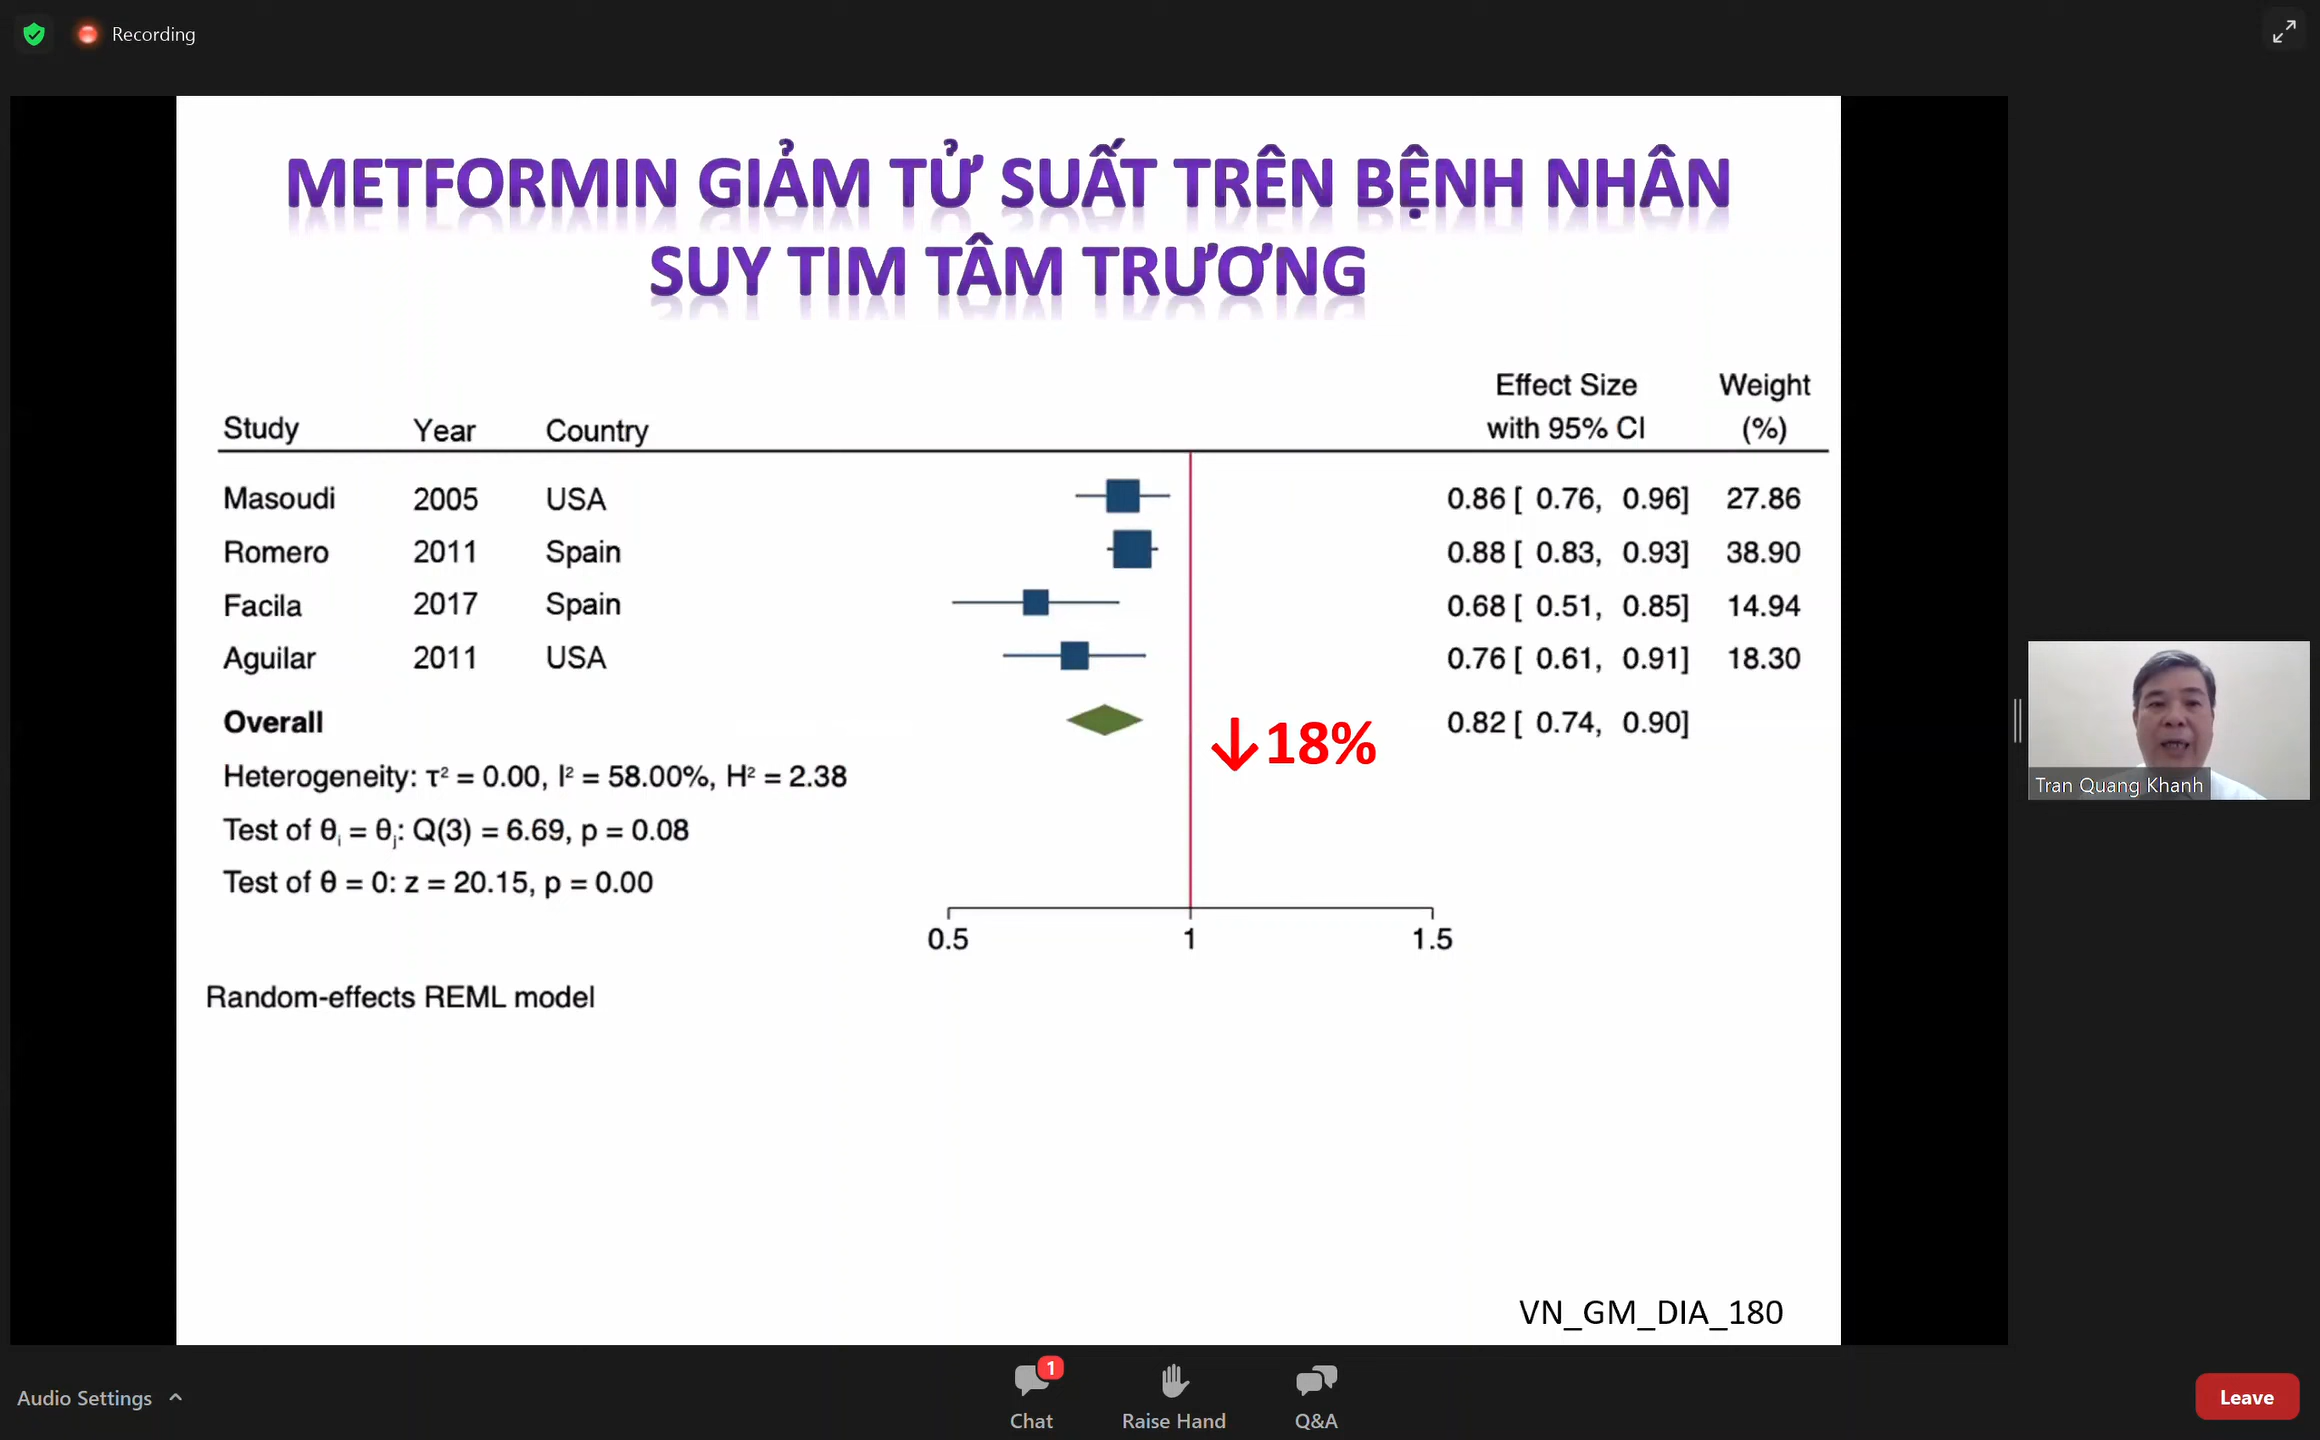 Recording
METFORMIN GIẢM TỬ SUẤT TRÊN BỆNH NHÂN
SUY TIM TÂM TRƯƠNG
Study Year Country Effect Size with 95% CI Weight (%)
Masoudi 2005 USA 0.86 [ 0.76, 0.96] 27.86
Romero 2011 Spain 0.88 [ 0.83, 0.93] 38.90
Facila 2017 Spain 0.68 [ 0.51, 0.85] 14.94
Aguilar 2011 USA 0.76 [ 0.61, 0.91] 18.30
Overall 0.82 [ 0.74, 0.90]
↓18%
Heterogeneity: τ² = 0.00, I² = 58.00%, H² = 2.38
Test of θᵢ = θⱼ: Q(3) = 6.69, p = 0.08
Test of θ = 0: z = 20.15, p = 0.00
0.5 1 1.5
Random-effects REML model
VN_GM_DIA_180
Tran Quang Khanh
Audio Settings
1
Chat
Raise Hand
Q&A
Leave